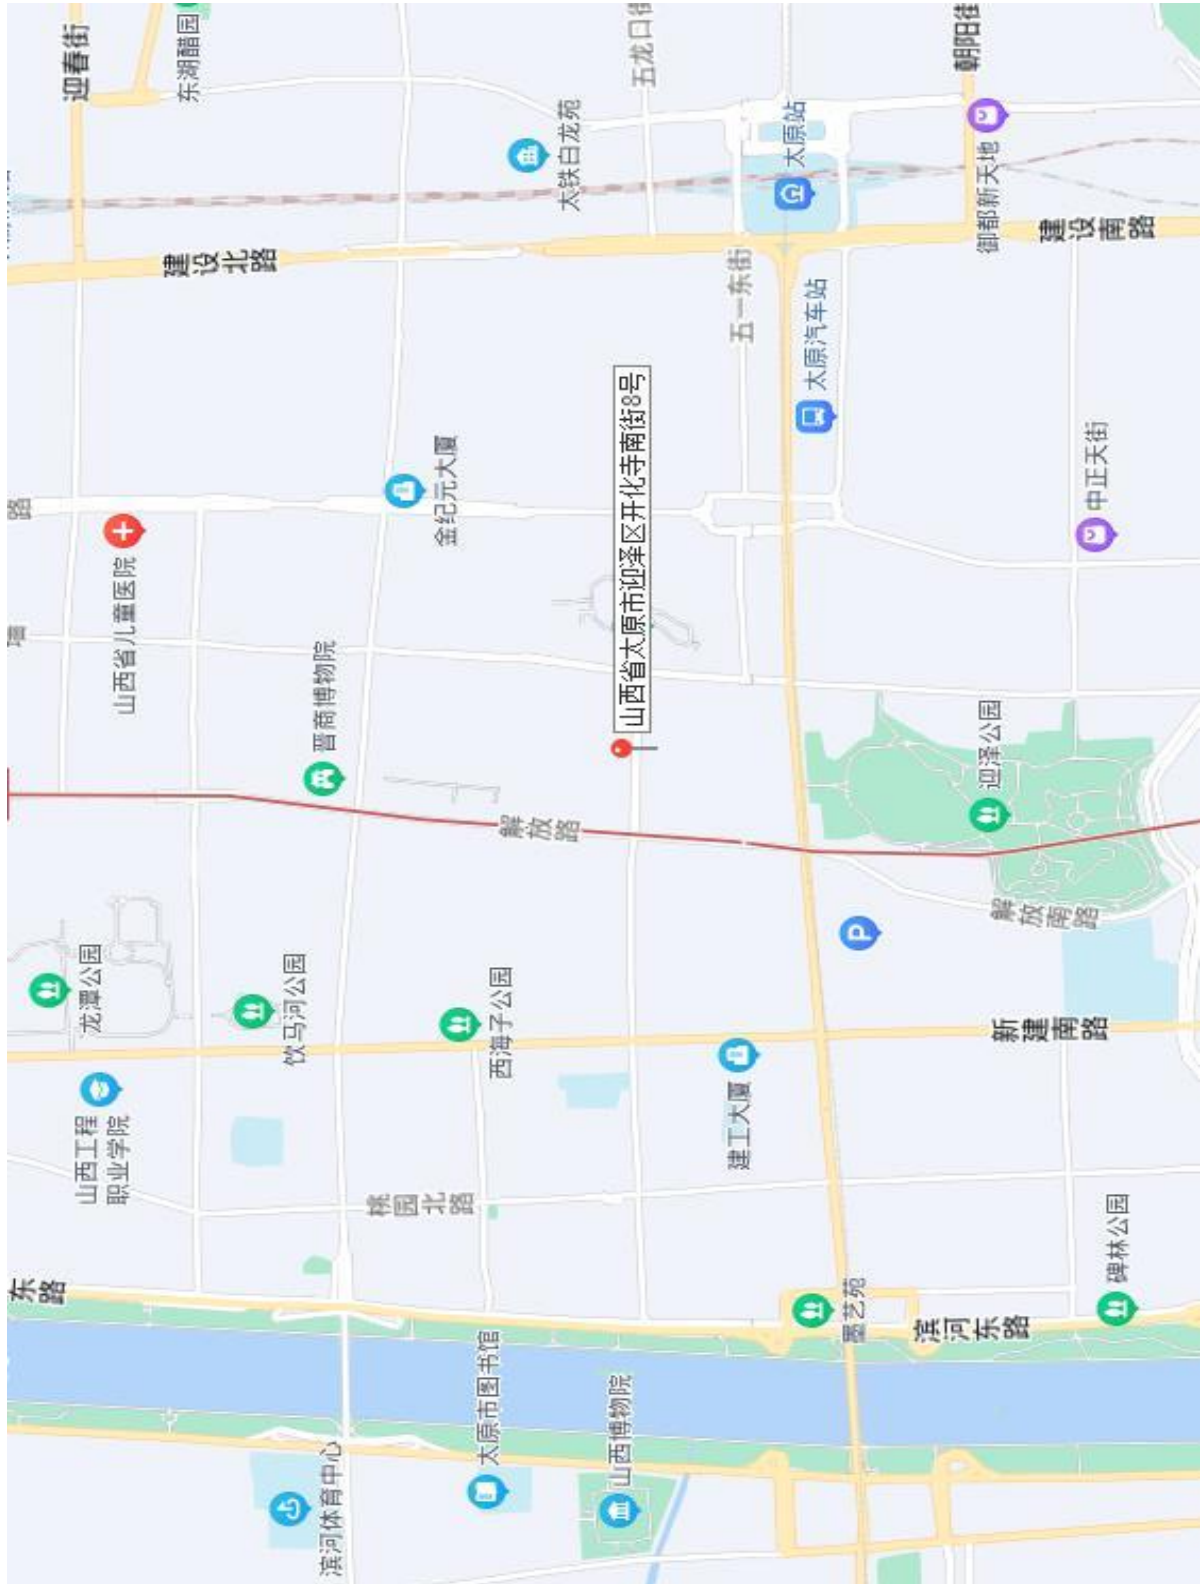 东路
墙
路
迎春街
龙潭公园
山西工程
职业学院
山西省儿童医院
东湖醋园
建设北路
饮马河公园
晋商博物院
滨河体育中心
桃园北路
金纪元大厦
太原市图书馆
西海子公园
解放路
太铁白龙苑
山西博物院
山西省太原市迎泽区开化寺南街8号
五龙口街
建工大厦
五一东街
太原站
太原汽车站
墨艺苑
P
朝阳街
滨河东路
御都新天地
迎泽公园
解放南路
新建南路
中正天街
建设南路
碑林公园